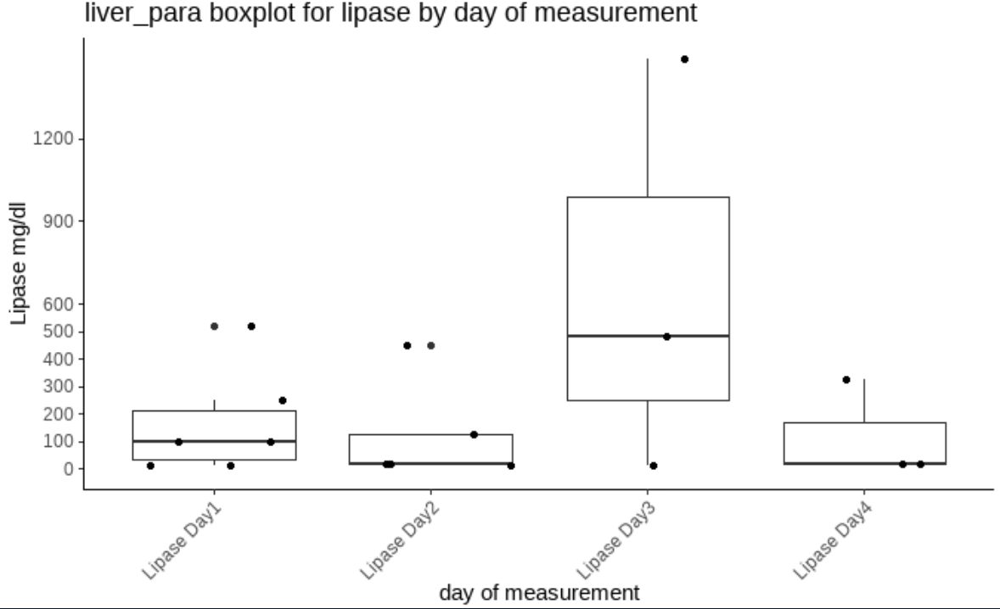 liver_para boxplot for lipase by day of measurement
Lipase mg/dl
1200
900
600
500
400
300
200
100
0
Lipase Day1
Lipase Day2
Lipase Day3
Lipase Day4
day of measurement